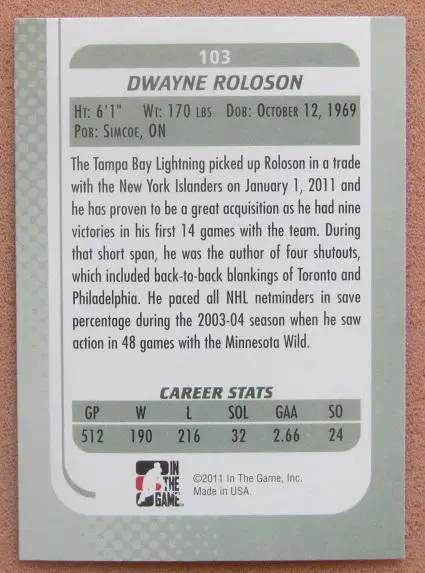 103
DWAYNE ROLOSON
HT: 6'1" WT: 170 LBS DOB: OCTOBER 12, 1969
POB: SIMCOE, ON
The Tampa Bay Lightning picked up Roloson in a trade
with the New York Islanders on January 1, 2011 and
he has proven to be a great acquisition as he had nine
victories in his first 14 games with the team. During
that short span, he was the author of four shutouts,
which included back-to-back blankings of Toronto and
Philadelphia. He paced all NHL netminders in save
percentage during the 2003-04 season when he saw
action in 48 games with the Minnesota Wild.
CAREER STATS
GP W L SOL GAA SO
512 190 216 32 2.66 24
IN
THE
GAME
©2011 In The Game, Inc.
Made in USA.